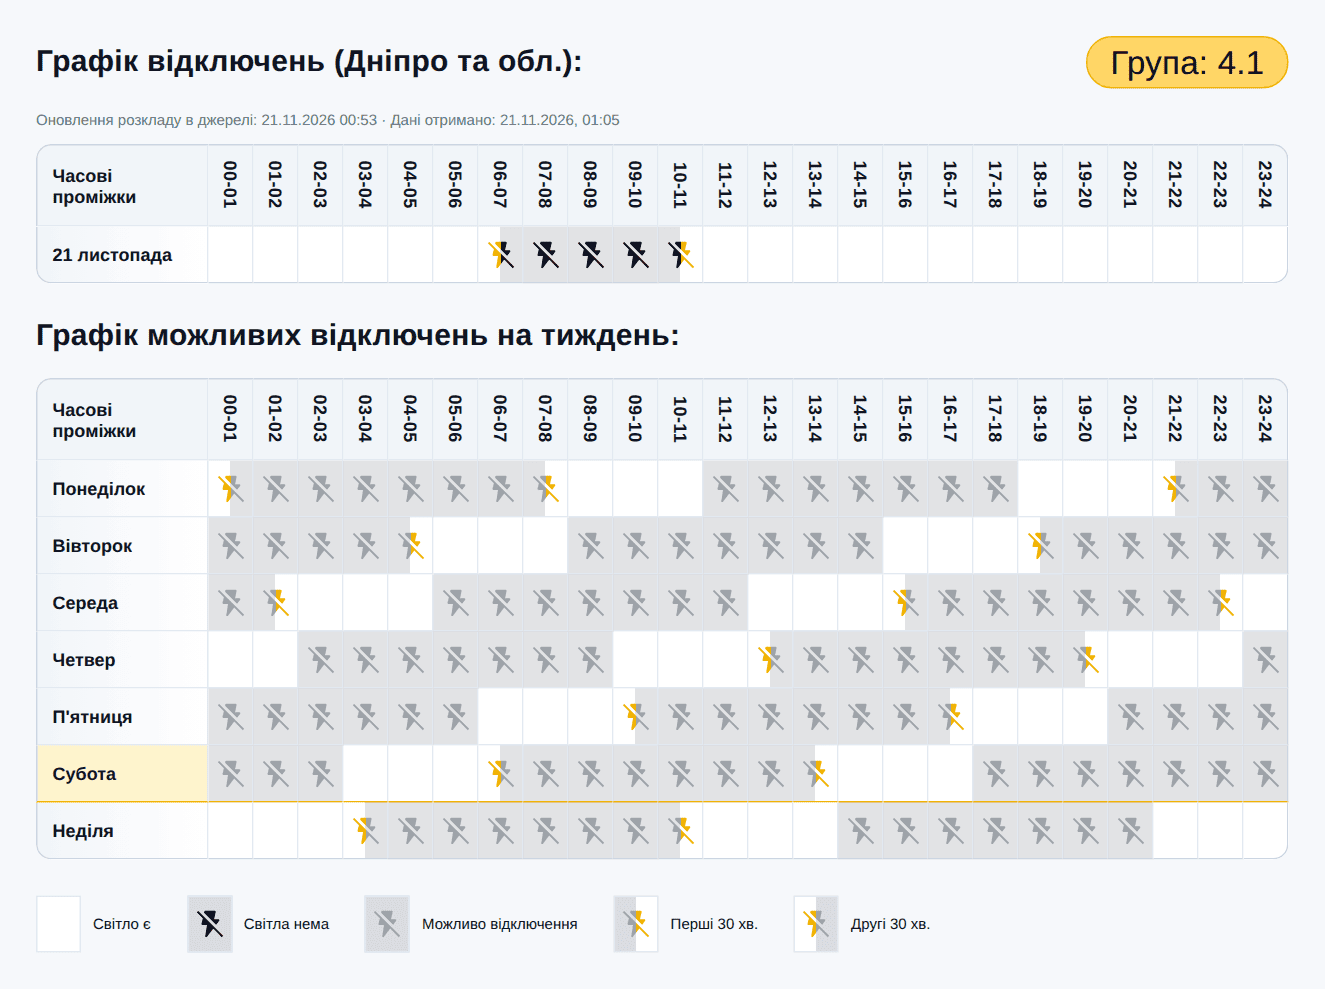 Графік відключень (Дніпро та обл.):
Група: 4.1
Оновлення розкладу в джерелі: 21.11.2026 00:53 · Дані отримано: 21.11.2026, 01:05
Часові проміжки 00-01 01-02 02-03 03-04 04-05 05-06 06-07 07-08 08-09 09-10 10-11 11-12 12-13 13-14 14-15 15-16 16-17 17-18 18-19 19-20 20-21 21-22 22-23 23-24
21 листопада
Графік можливих відключень на тиждень:
Часові проміжки 00-01 01-02 02-03 03-04 04-05 05-06 06-07 07-08 08-09 09-10 10-11 11-12 12-13 13-14 14-15 15-16 16-17 17-18 18-19 19-20 20-21 21-22 22-23 23-24
Понеділок
Вівторок
Середа
Четвер
П'ятниця
Субота
Неділя
Світло є Світла нема Можливо відключення Перші 30 хв. Другі 30 хв.